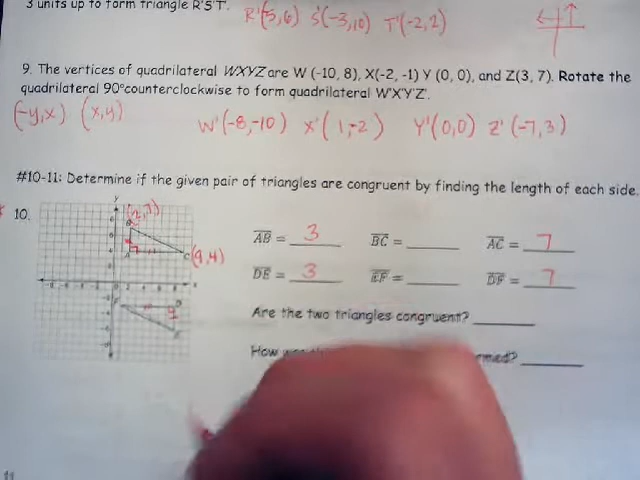 3 units up to form triangle R'S'T'.
R'(5,6) S'(-3,10) T'(-2,2)
9. The vertices of quadrilateral WXYZ are W (-10, 8), X(-2, -1) Y (0, 0), and Z(3, 7). Rotate the
quadrilateral 90°counterclockwise to form quadrilateral W'X'Y'Z'.
(-y,x) (x,y)
W'(-8,-10) X'(1,-2) Y'(0,0) Z'(-7,3)
#10-11: Determine if the given pair of triangles are congruent by finding the length of each side.
10.
(2,7)
(9,4)
AB = 3 BC = ____ AC = 7
DE = 3 EF = ____ DF = 7
Are the two triangles congruent? ____
How